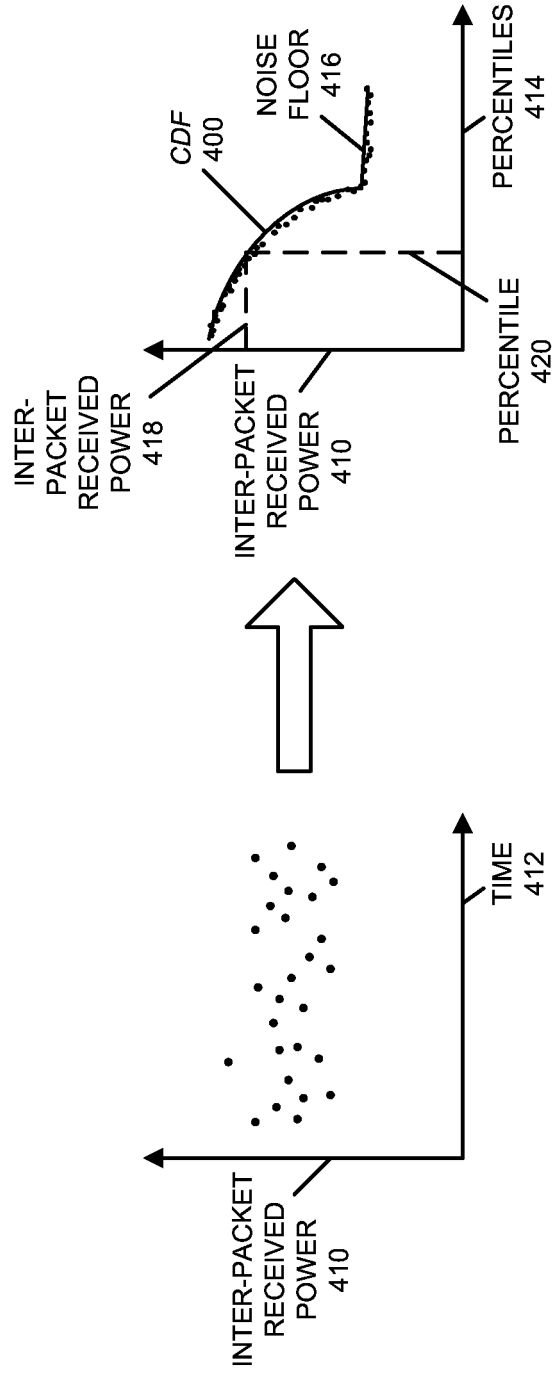 INTER-PACKET
RECEIVED
POWER
410
TIME
412
INTER-
PACKET
RECEIVED
POWER
418
INTER-PACKET
RECEIVED
POWER
410
CDF
400
NOISE
FLOOR
416
PERCENTILE
420
PERCENTILES
414